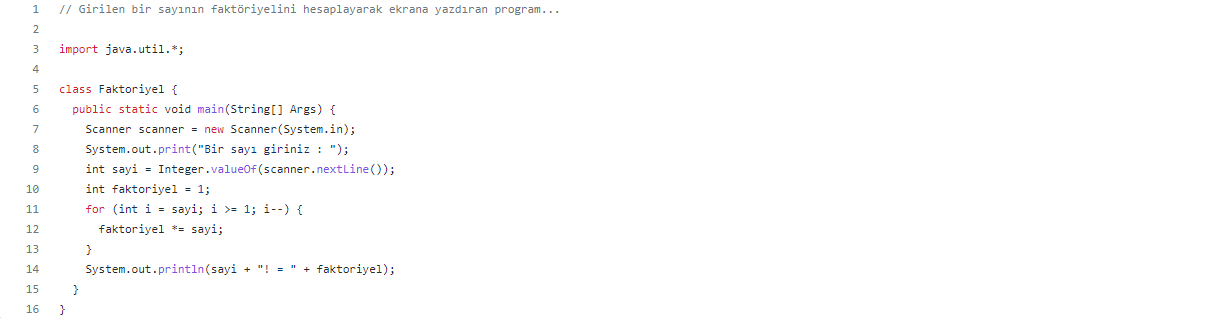 1 // Girilen bir sayının faktöriyelini hesaplayarak ekrana yazdıran program...
2
3 import java.util.*;
4
5 class Faktoriyel {
6 public static void main(String[] Args) {
7 Scanner scanner = new Scanner(System.in);
8 System.out.print("Bir sayı giriniz : ");
9 int sayi = Integer.valueOf(scanner.nextLine());
10 int faktoriyel = 1;
11 for (int i = sayi; i >= 1; i--) {
12 faktoriyel *= sayi;
13 }
14 System.out.println(sayi + "! = " + faktoriyel);
15 }
16 }